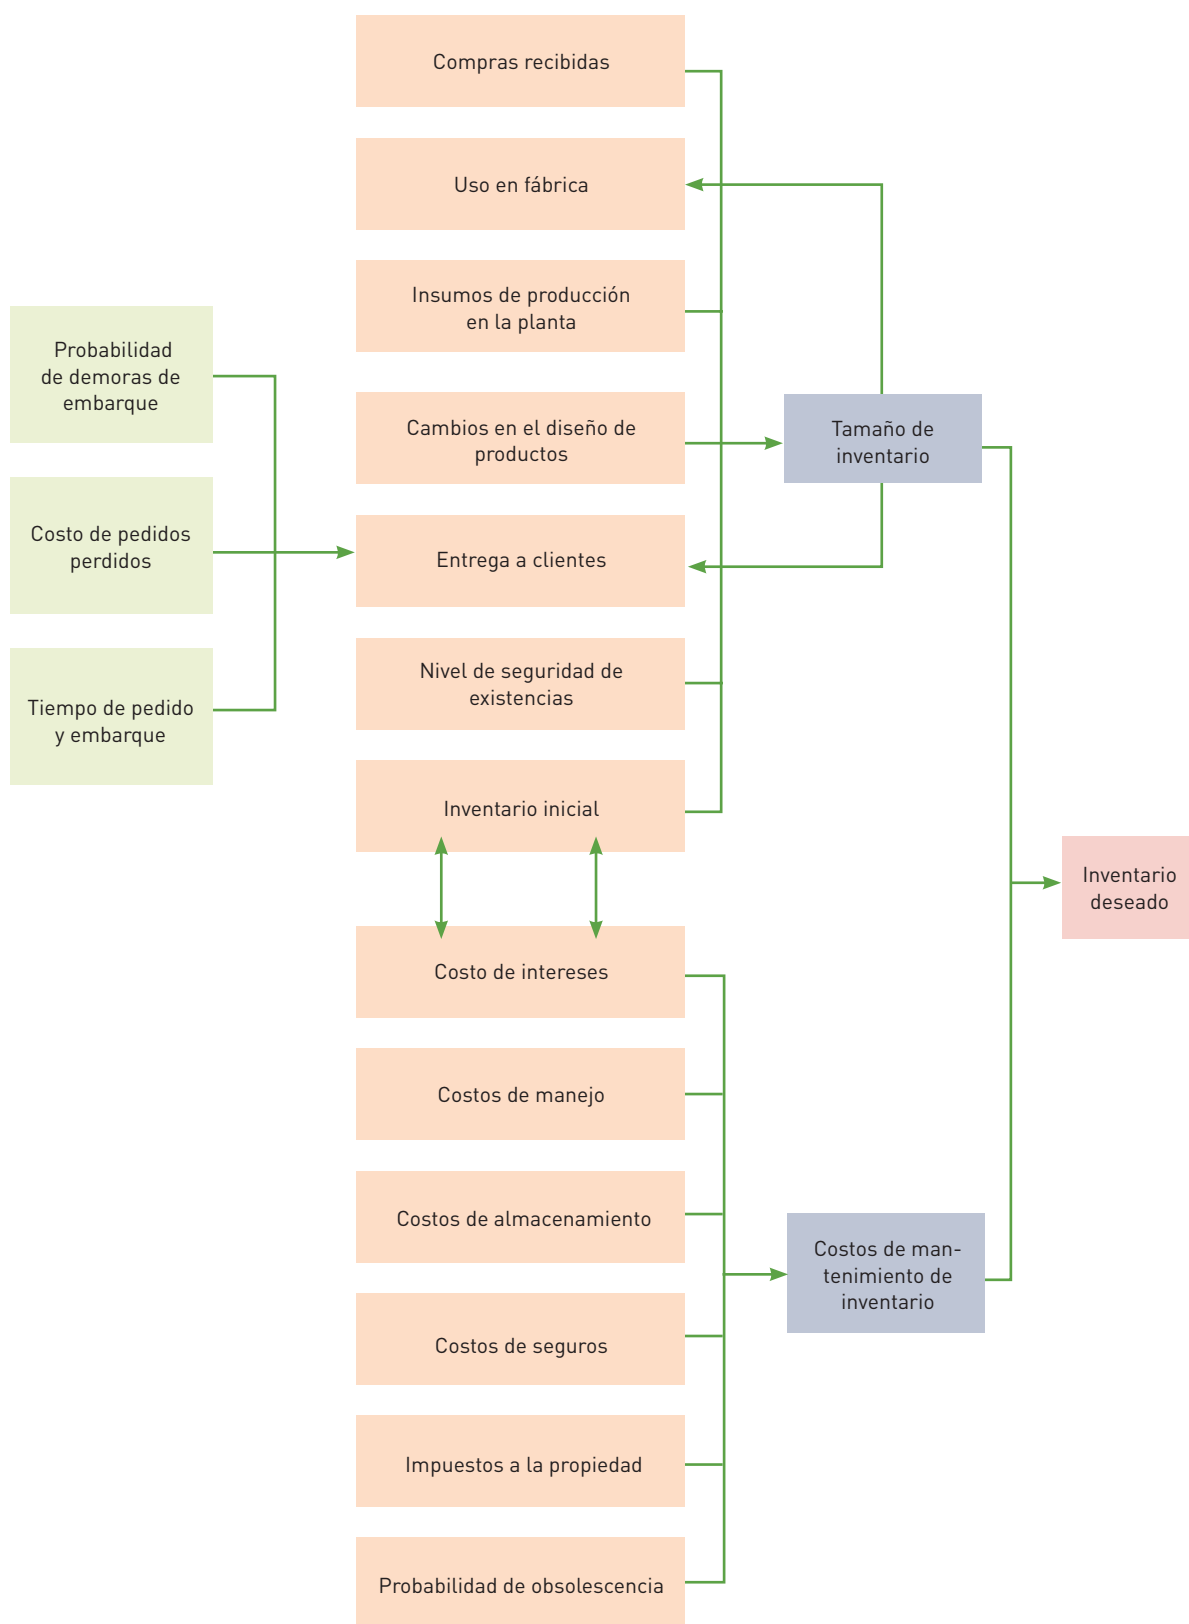 Compras recibidas
Uso en fábrica
Insumos de producción
en la planta
Probabilidad
de demoras de
embarque
Cambios en el diseño de
productos
Tamaño de
inventario
Costo de pedidos
perdidos
Entrega a clientes
Nivel de seguridad de
existencias
Tiempo de pedido
y embarque
Inventario inicial
Inventario
deseado
Costo de intereses
Costos de manejo
Costos de almacenamiento
Costos de man-
tenimiento de
inventario
Costos de seguros
Impuestos a la propiedad
Probabilidad de obsolescencia